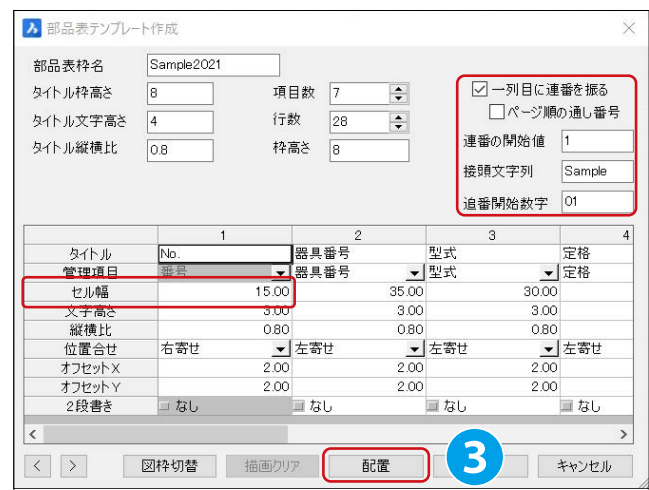 部品表テンプレート作成
部品表枠名 Sample2021
タイトル枠高さ 8 項目数 7 一列目に連番を振る
ページ順の通し番号
タイトル文字高さ 4 行数 28
タイトル縦横比 0.8 枠高さ 8 連番の開始値 1
接頭文字列 Sample
追番開始数字 01
1 2 3 4
タイトル No. 器具番号 型式 定格
管理項目 番号 器具番号 型式 定格
セル幅 15.00 35.00 30.00
文字高さ 3.00 3.00 3.00
縦横比 0.80 0.80 0.80
位置合せ 右寄せ 左寄せ 左寄せ 左寄せ
オフセットX 2.00 2.00 2.00
オフセットY 2.00 2.00 2.00
2段書き なし なし なし なし
< >
< > 図枠切替 描画クリア 配置 3 キャンセル